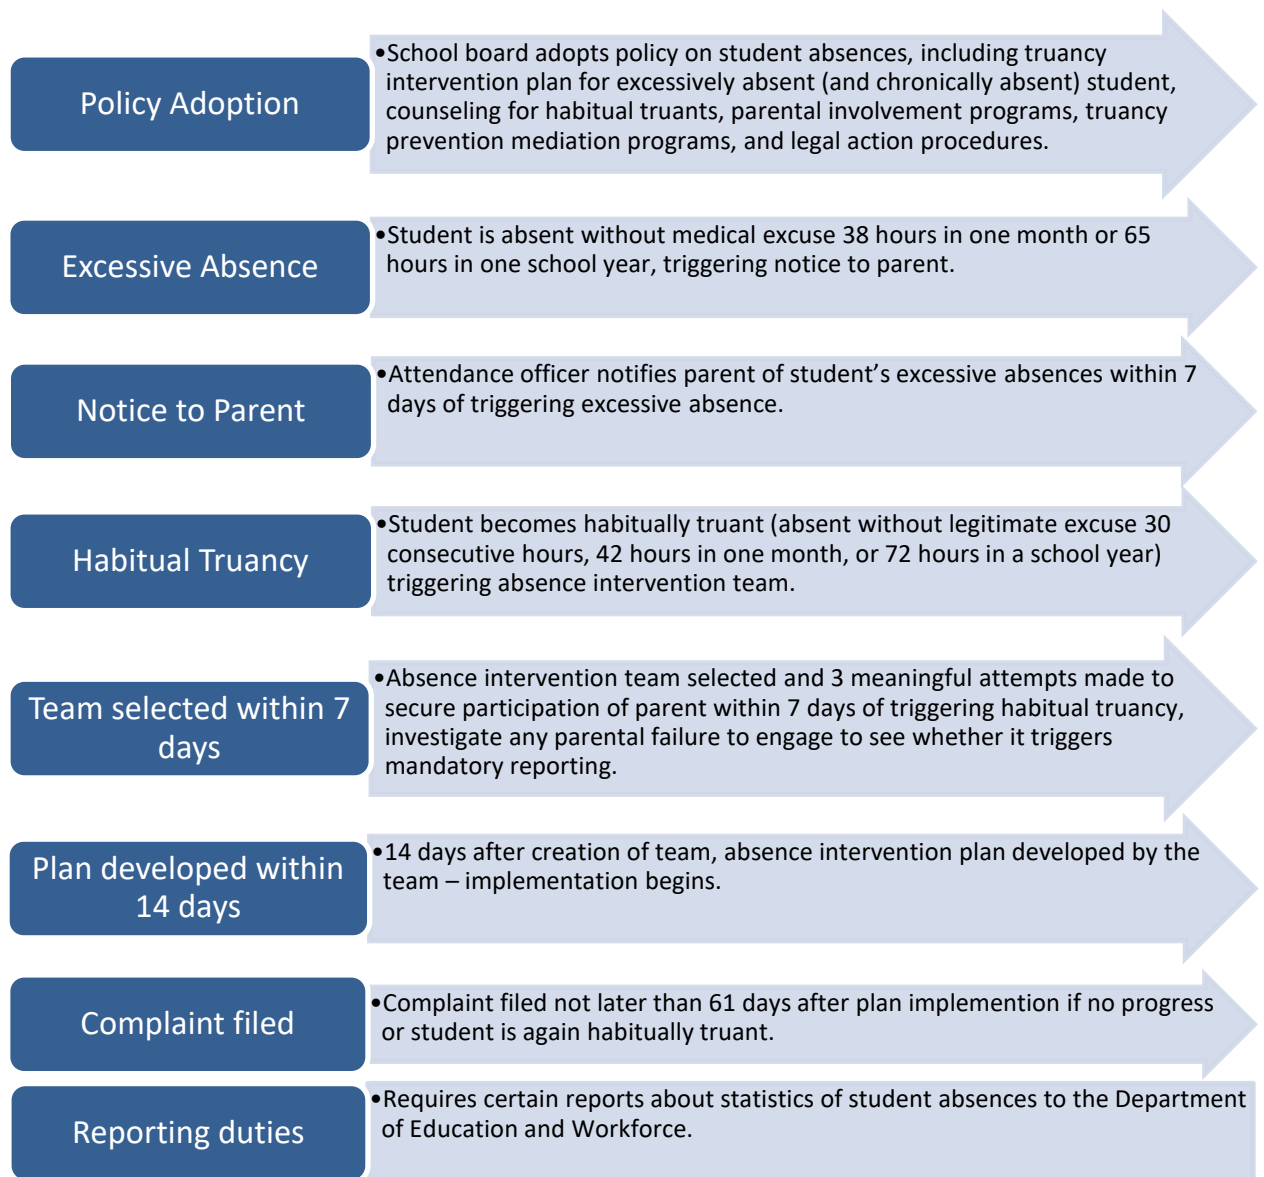 Policy Adoption
•School board adopts policy on student absences, including truancy
intervention plan for excessively absent (and chronically absent) student,
counseling for habitual truants, parental involvement programs, truancy
prevention mediation programs, and legal action procedures.
Excessive Absence
•Student is absent without medical excuse 38 hours in one month or 65
hours in one school year, triggering notice to parent.
Notice to Parent
•Attendance officer notifies parent of student’s excessive absences within 7
days of triggering excessive absence.
Habitual Truancy
•Student becomes habitually truant (absent without legitimate excuse 30
consecutive hours, 42 hours in one month, or 72 hours in a school year)
triggering absence intervention team.
Team selected within 7
days
•Absence intervention team selected and 3 meaningful attempts made to
secure participation of parent within 7 days of triggering habitual truancy,
investigate any parental failure to engage to see whether it triggers
mandatory reporting.
Plan developed within
14 days
•14 days after creation of team, absence intervention plan developed by the
team – implementation begins.
Complaint filed
•Complaint filed not later than 61 days after plan implemention if no progress
or student is again habitually truant.
Reporting duties
•Requires certain reports about statistics of student absences to the Department
of Education and Workforce.